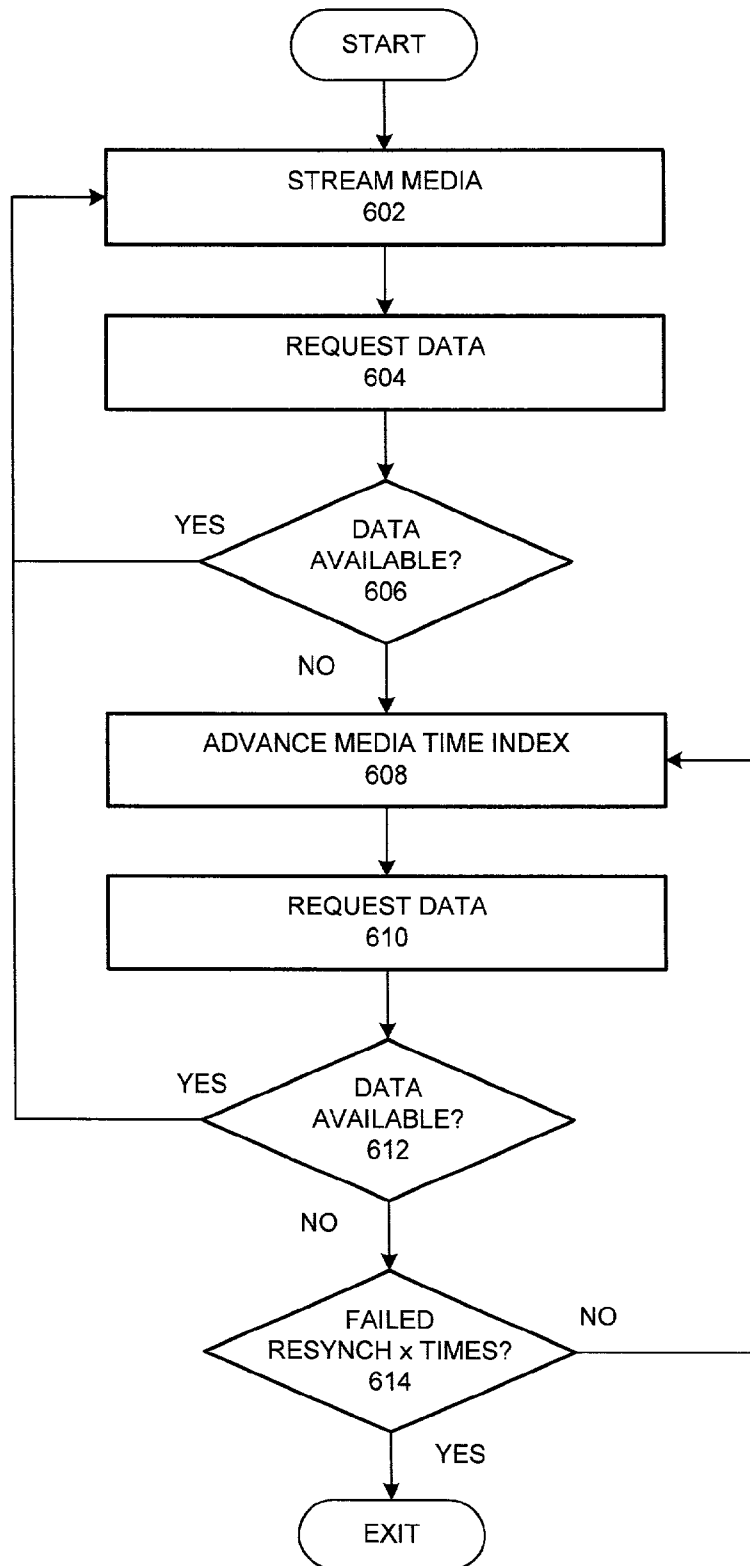 START
STREAM MEDIA
602
REQUEST DATA
604
YES
DATA
AVAILABLE?
606
NO
ADVANCE MEDIA TIME INDEX
608
REQUEST DATA
610
YES
DATA
AVAILABLE?
612
NO
FAILED
RESYNCH x TIMES?
614
NO
YES
EXIT